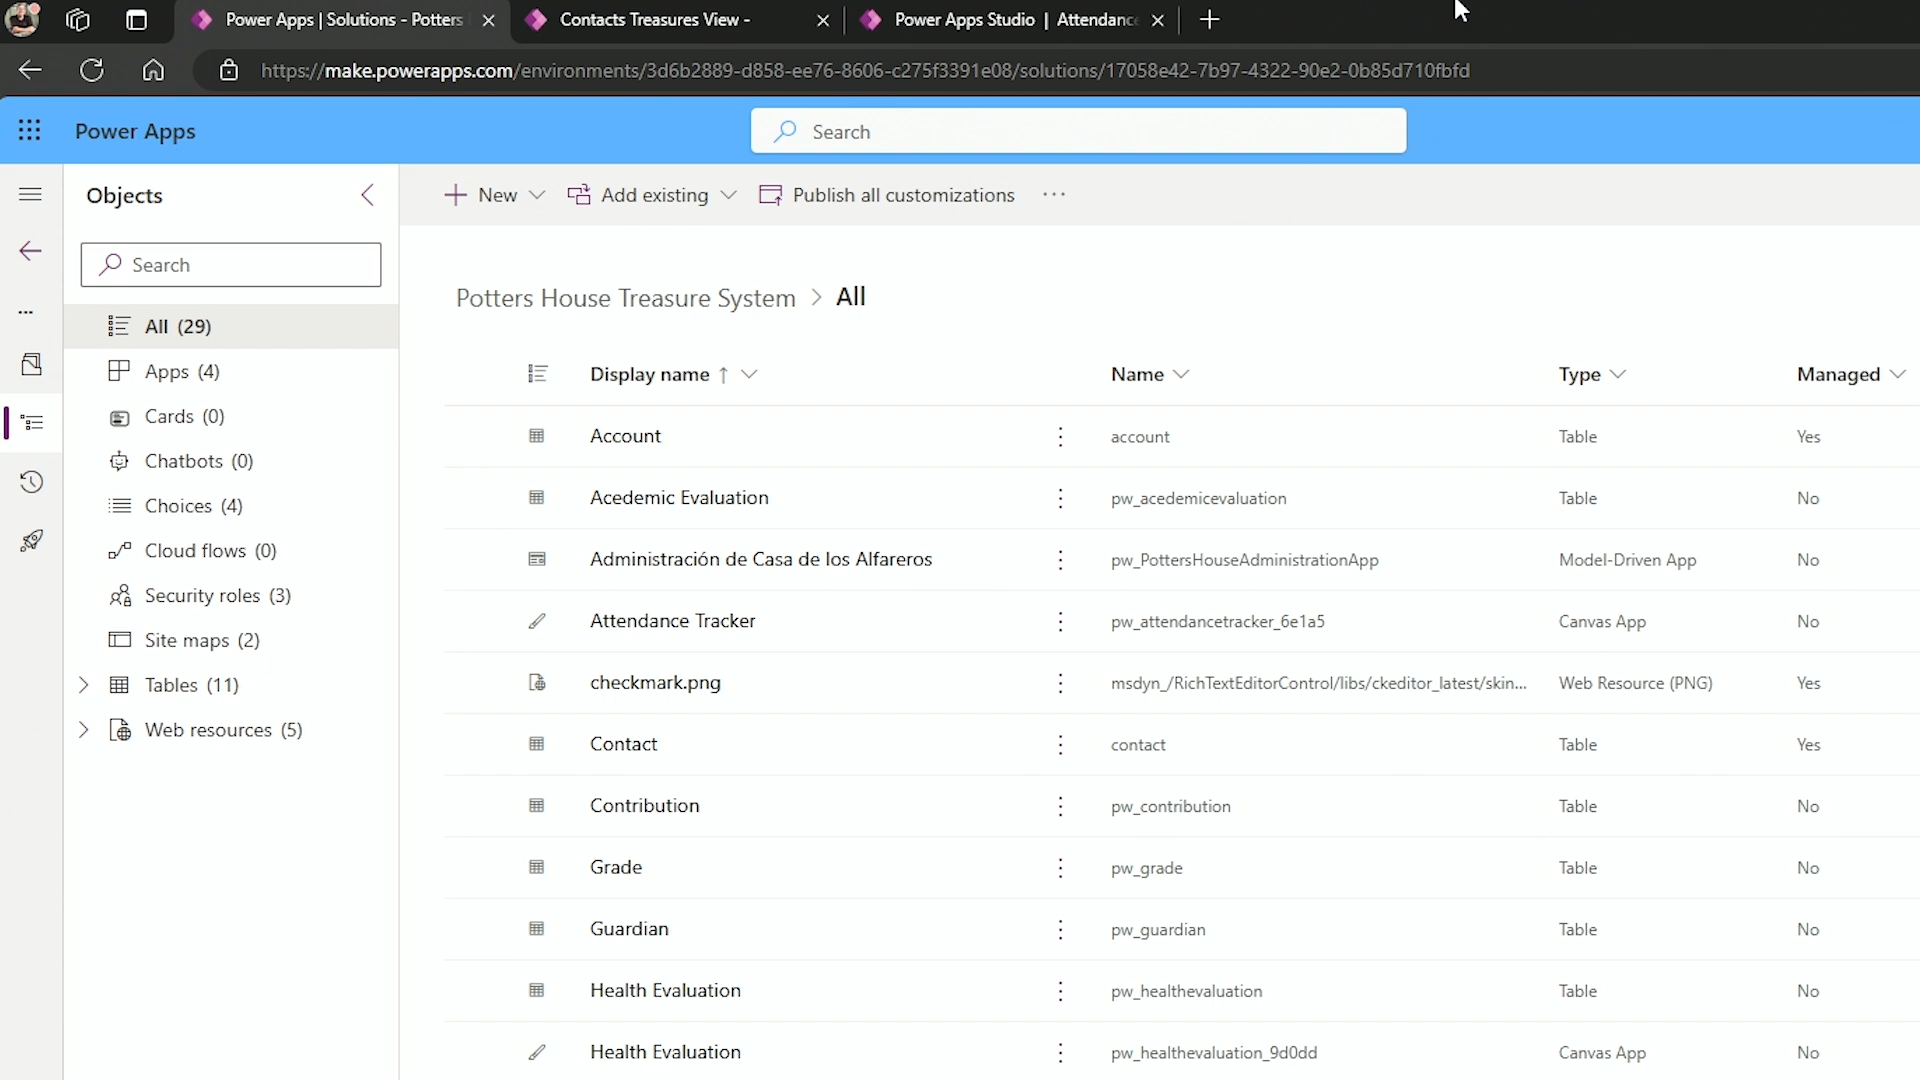 Power Apps | Solutions - Potters
Contacts Treasures View -
Power Apps Studio | Attendanc
https://make.powerapps.com/environments/3d6b2889-d858-ee76-8606-c275f3391e08/solutions/17058e42-7b97-4322-90e2-0b85d710fbfd
Power Apps
Search
Objects
New
Add existing
Publish all customizations
Search
All (29)
Apps (4)
Cards (0)
Chatbots (0)
Choices (4)
Cloud flows (0)
Security roles (3)
Site maps (2)
Tables (11)
Web resources (5)
Potters House Treasure System > All
Display name Name Type Managed
Account account Table Yes
Acedemic Evaluation pw_acedemicevaluation Table No
Administración de Casa de los Alfareros pw_PottersHouseAdministrationApp Model-Driven App No
Attendance Tracker pw_attendancetracker_6e1a5 Canvas App No
checkmark.png msdyn_/RichTextEditorControl/libs/ckeditor_latest/skin... Web Resource (PNG) Yes
Contact contact Table Yes
Contribution pw_contribution Table No
Grade pw_grade Table No
Guardian pw_guardian Table No
Health Evaluation pw_healthevaluation Table No
Health Evaluation pw_healthevaluation_9d0dd Canvas App No